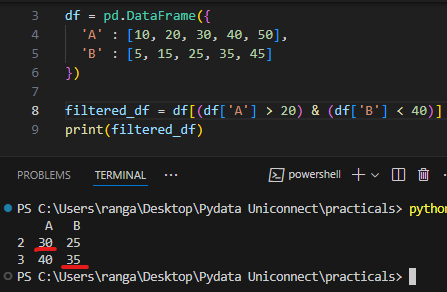 3 df = pd.DataFrame({
4 'A' : [10, 20, 30, 40, 50],
5 'B' : [5, 15, 25, 35, 45]
6 })
7
8 filtered_df = df[(df['A'] > 20) & (df['B'] < 40)]
9 print(filtered_df)
PROBLEMS TERMINAL ··· powershell
PS C:\Users\ranga\Desktop\Pydata Uniconnect\practicals> python
A B
2 30 25
3 40 35
PS C:\Users\ranga\Desktop\Pydata Uniconnect\practicals>